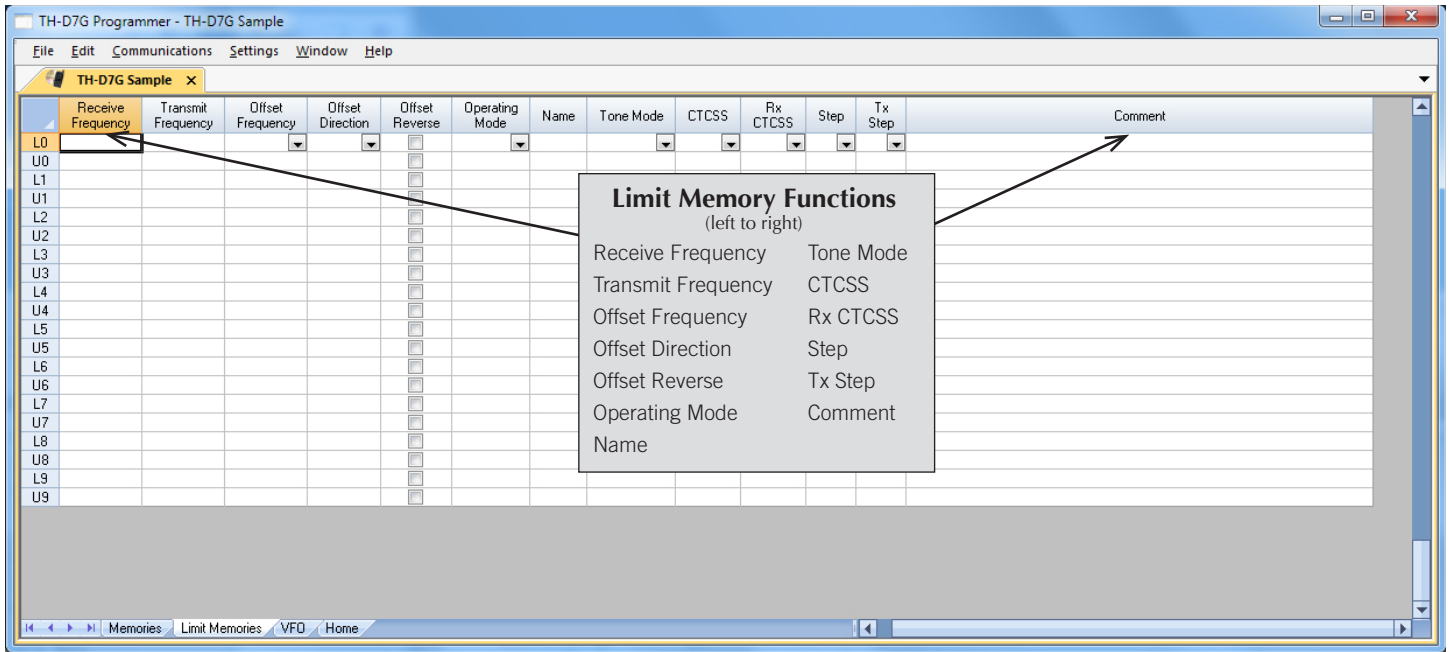 TH-D7G Programmer - TH-D7G Sample
File Edit Communications Settings Window Help
TH-D7G Sample
Receive Frequency Transmit Frequency Offset Frequency Offset Direction Offset Reverse Operating Mode Name Tone Mode CTCSS Rx CTCSS Step Tx Step Comment
L0
U0
L1
U1
L2
U2
L3
U3
L4
U4
L5
U5
L6
U6
L7
U7
L8
U8
L9
U9
Limit Memory Functions
(left to right)
Receive Frequency Tone Mode
Transmit Frequency CTCSS
Offset Frequency Rx CTCSS
Offset Direction Step
Offset Reverse Tx Step
Operating Mode Comment
Name
Memories Limit Memories VFO Home